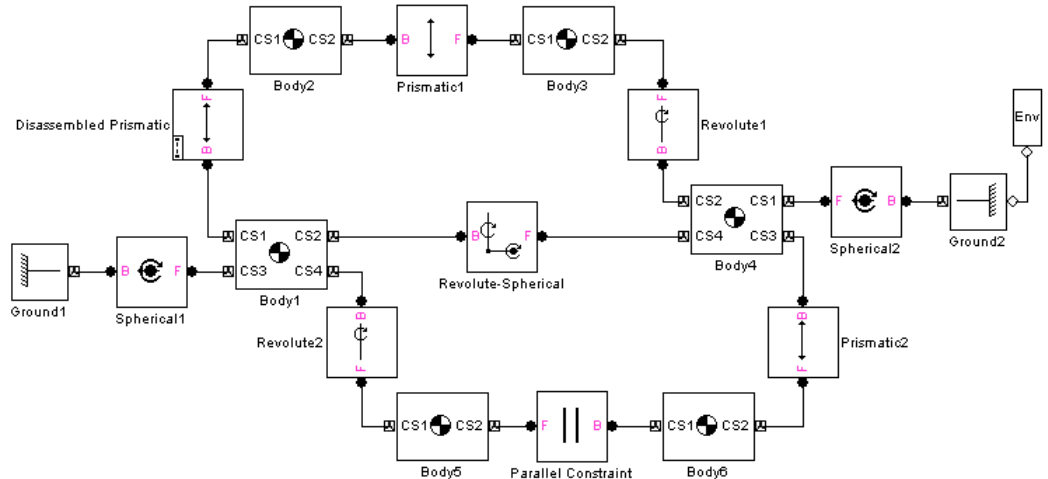 CS1 CS2
Body2
B F
Prismatic1
CS1 CS2
Body3
Disassembled Prismatic
F
B
F
B
Revolute1
Env
CS1 CS2
CS3 CS4
Body1
B F
Revolute-Spherical
CS2 CS1
CS4 CS3
Body4
F B
Spherical2
Ground2
Ground1
B F
Spherical1
Revolute2
B
F
B
F
Prismatic2
CS1 CS2
Body5
F B
Parallel Constraint
CS1 CS2
Body6